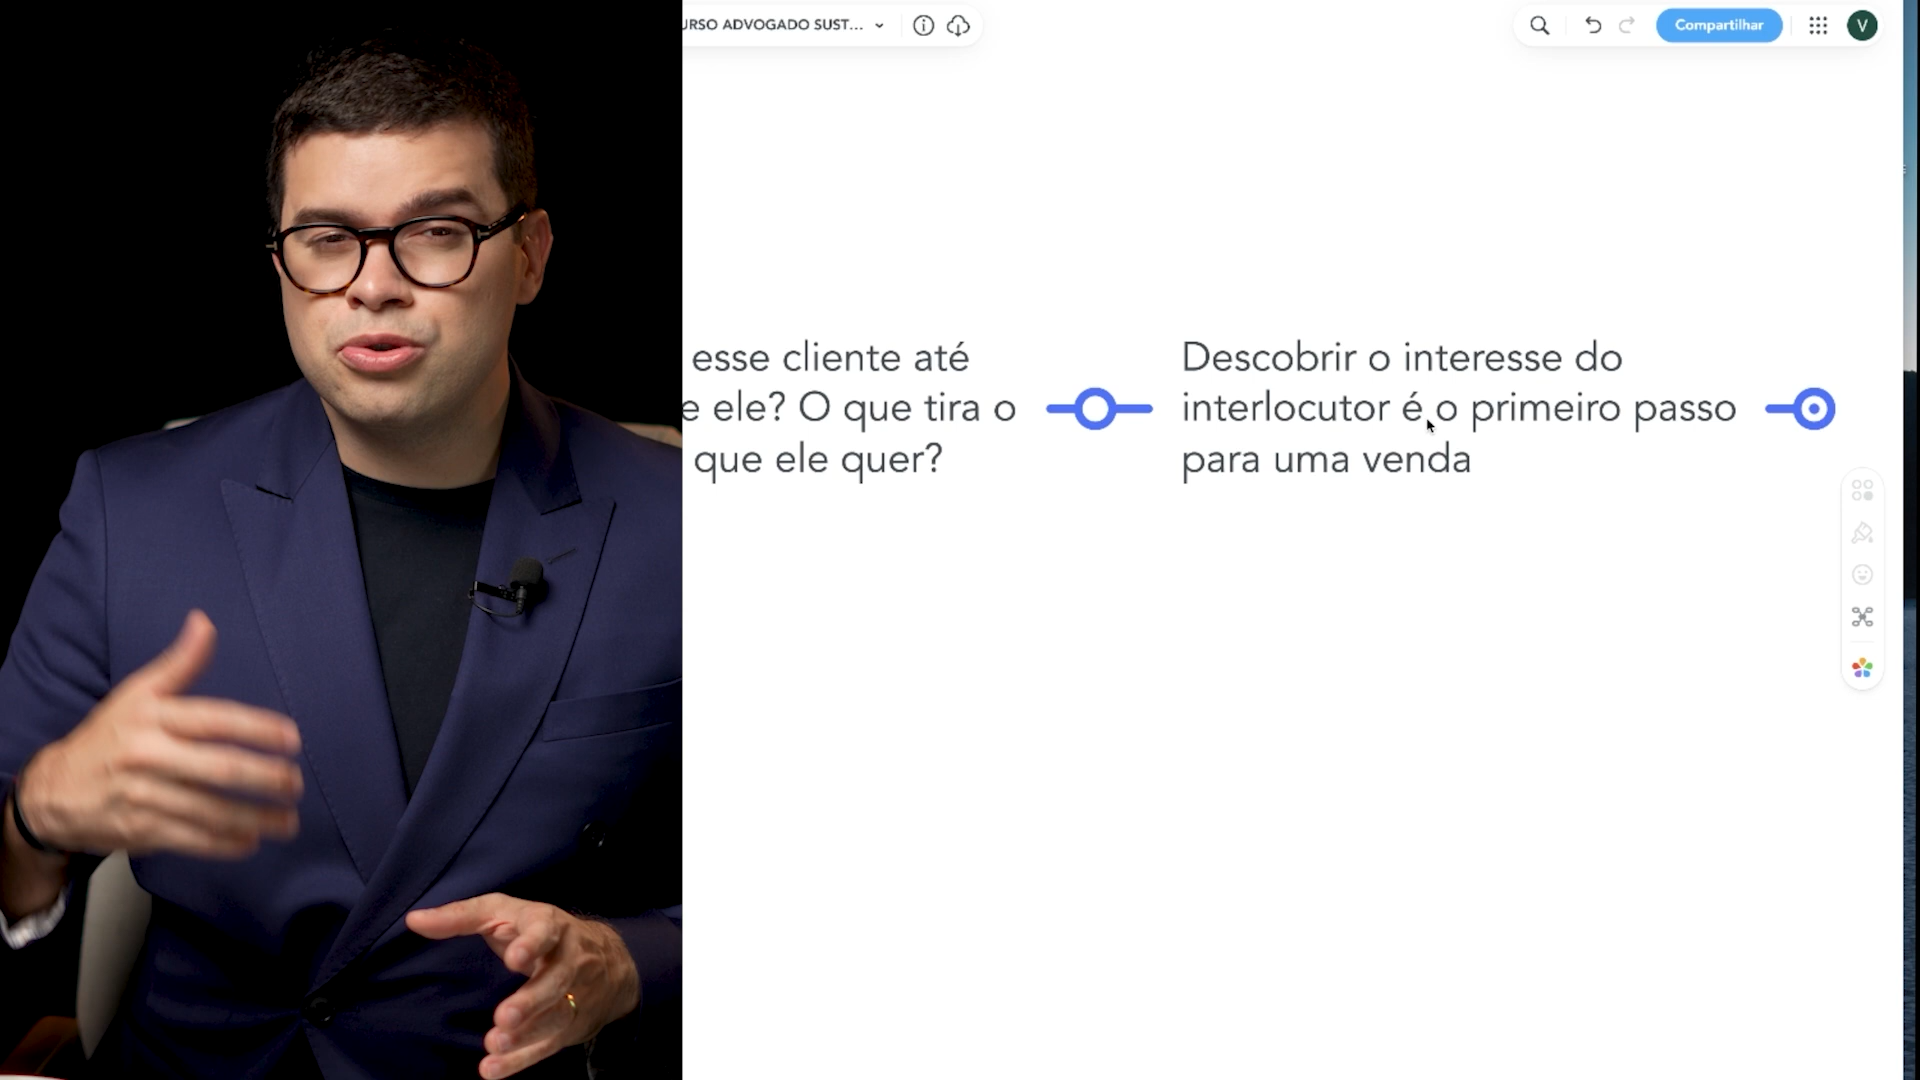 URSO ADVOGADO SUST...
Compartilhar
V
esse cliente até
e ele? O que tira o
que ele quer?
Descobrir o interesse do
interlocutor é o primeiro passo
para uma venda